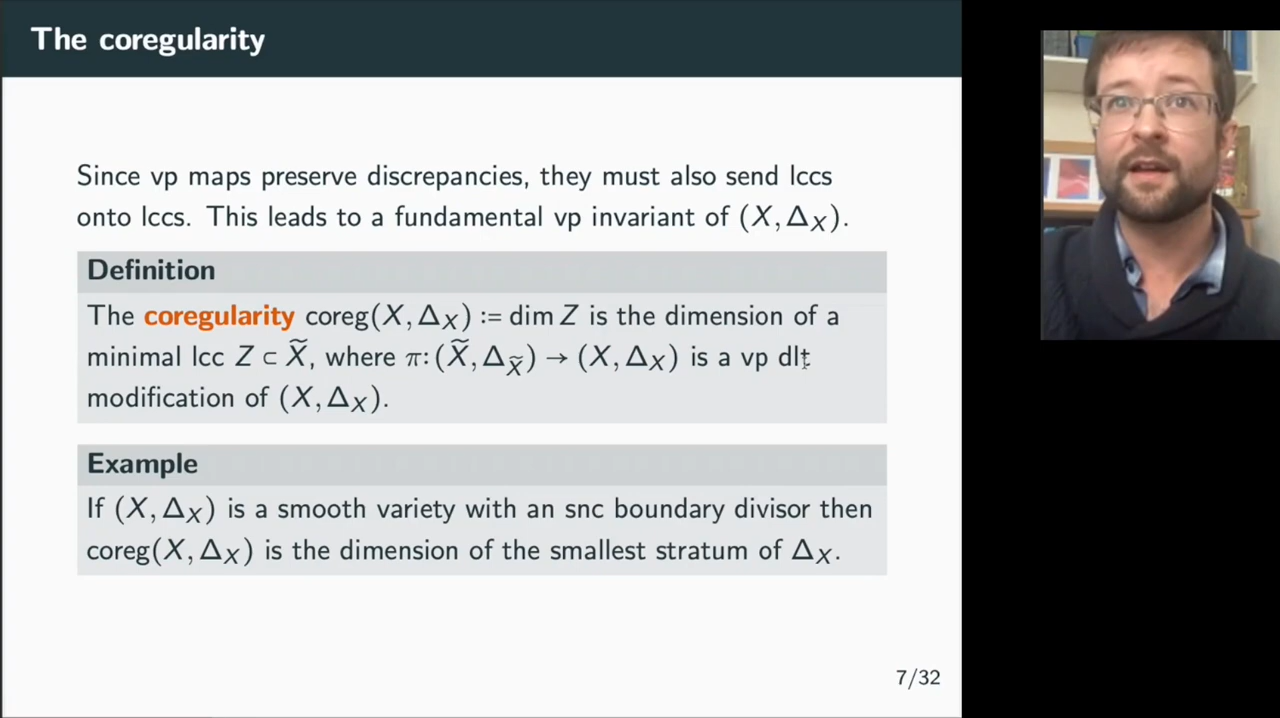 The coregularity
Since vp maps preserve discrepancies, they must also send lccs
onto lccs. This leads to a fundamental vp invariant of (X, Δ_X).
Definition
The coregularity coreg(X, Δ_X) := dim Z is the dimension of a
minimal lcc Z ⊂ X̃, where π: (X̃, Δ_X̃) → (X, Δ_X) is a vp dlt
modification of (X, Δ_X).
Example
If (X, Δ_X) is a smooth variety with an snc boundary divisor then
coreg(X, Δ_X) is the dimension of the smallest stratum of Δ_X.
7/32